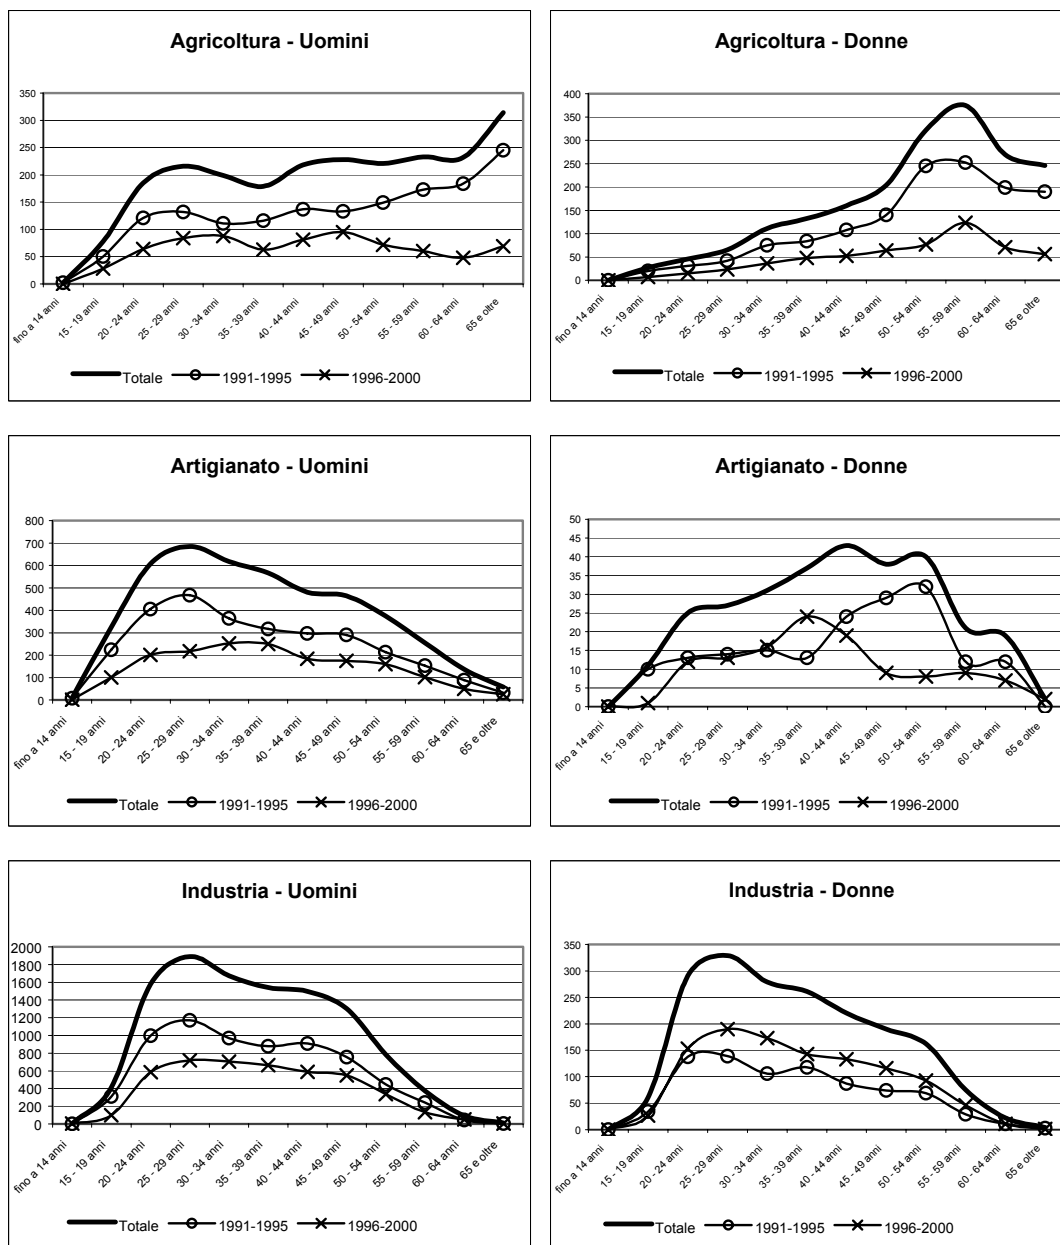 Agricoltura - Uomini
350
300
250
200
150
100
50
0
fino a 14 anni
15 - 19 anni
20 - 24 anni
25 - 29 anni
30 - 34 anni
35 - 39 anni
40 - 44 anni
45 - 49 anni
50 - 54 anni
55 - 59 anni
60 - 64 anni
65 e oltre
Totale 1991-1995 1996-2000
Agricoltura - Donne
400
350
300
250
200
150
100
50
0
fino a 14 anni
15 - 19 anni
20 - 24 anni
25 - 29 anni
30 - 34 anni
35 - 39 anni
40 - 44 anni
45 - 49 anni
50 - 54 anni
55 - 59 anni
60 - 64 anni
65 e oltre
Totale 1991-1995 1996-2000
Artigianato - Uomini
800
700
600
500
400
300
200
100
0
fino a 14 anni
15 - 19 anni
20 - 24 anni
25 - 29 anni
30 - 34 anni
35 - 39 anni
40 - 44 anni
45 - 49 anni
50 - 54 anni
55 - 59 anni
60 - 64 anni
65 e oltre
Totale 1991-1995 1996-2000
Artigianato - Donne
50
45
40
35
30
25
20
15
10
5
0
fino a 14 anni
15 - 19 anni
20 - 24 anni
25 - 29 anni
30 - 34 anni
35 - 39 anni
40 - 44 anni
45 - 49 anni
50 - 54 anni
55 - 59 anni
60 - 64 anni
65 e oltre
Totale 1991-1995 1996-2000
Industria - Uomini
2000
1800
1600
1400
1200
1000
800
600
400
200
0
fino a 14 anni
15 - 19 anni
20 - 24 anni
25 - 29 anni
30 - 34 anni
35 - 39 anni
40 - 44 anni
45 - 49 anni
50 - 54 anni
55 - 59 anni
60 - 64 anni
65 e oltre
Totale 1991-1995 1996-2000
Industria - Donne
350
300
250
200
150
100
50
0
fino a 14 anni
15 - 19 anni
20 - 24 anni
25 - 29 anni
30 - 34 anni
35 - 39 anni
40 - 44 anni
45 - 49 anni
50 - 54 anni
55 - 59 anni
60 - 64 anni
65 e oltre
Totale 1991-1995 1996-2000